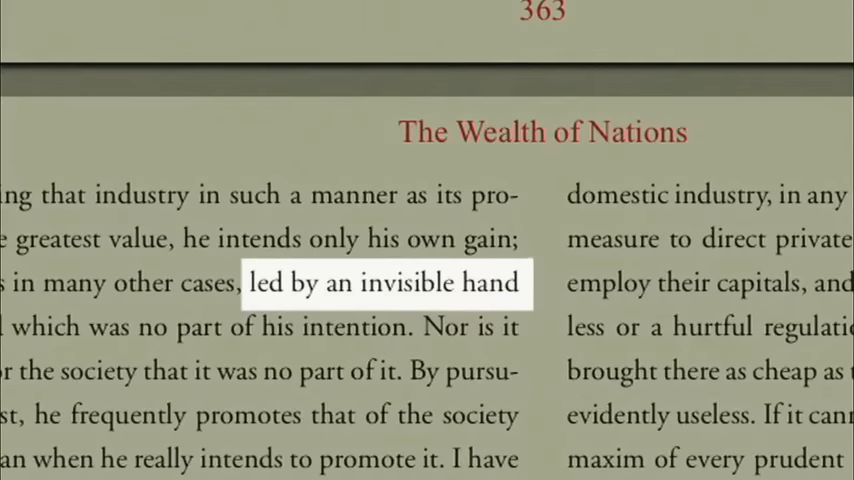 363
The Wealth of Nations
ing that industry in such a manner as its pro-
greatest value, he intends only his own gain;
in many other cases, led by an invisible hand
which was no part of his intention. Nor is it
the society that it was no part of it. By pursu-
he frequently promotes that of the society
when he really intends to promote it. I have
domestic industry, in any
measure to direct private
employ their capitals, and
less or a hurtful regulati
brought there as cheap as
evidently useless. If it can
maxim of every prudent